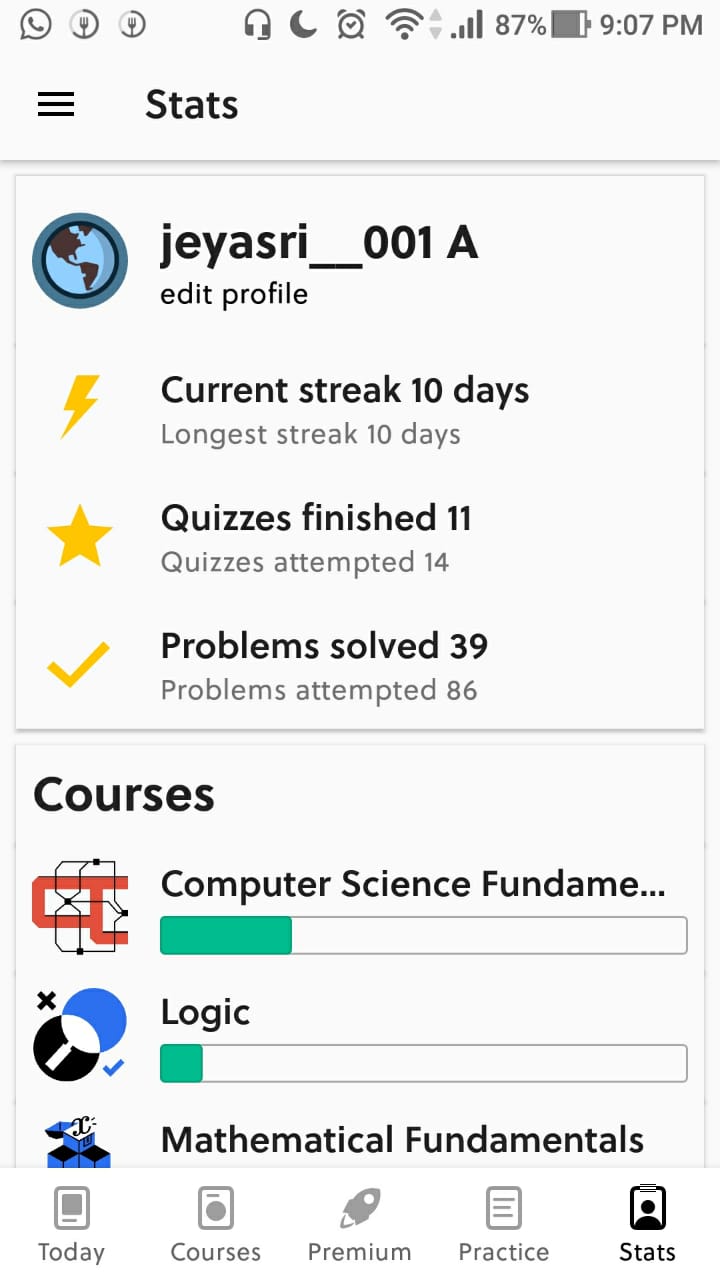 87% 9:07 PM
Stats
jeyasri__001 A
edit profile
Current streak 10 days
Longest streak 10 days
Quizzes finished 11
Quizzes attempted 14
Problems solved 39
Problems attempted 86
Courses
Computer Science Fundame...
Logic
Mathematical Fundamentals
Today Courses Premium Practice Stats